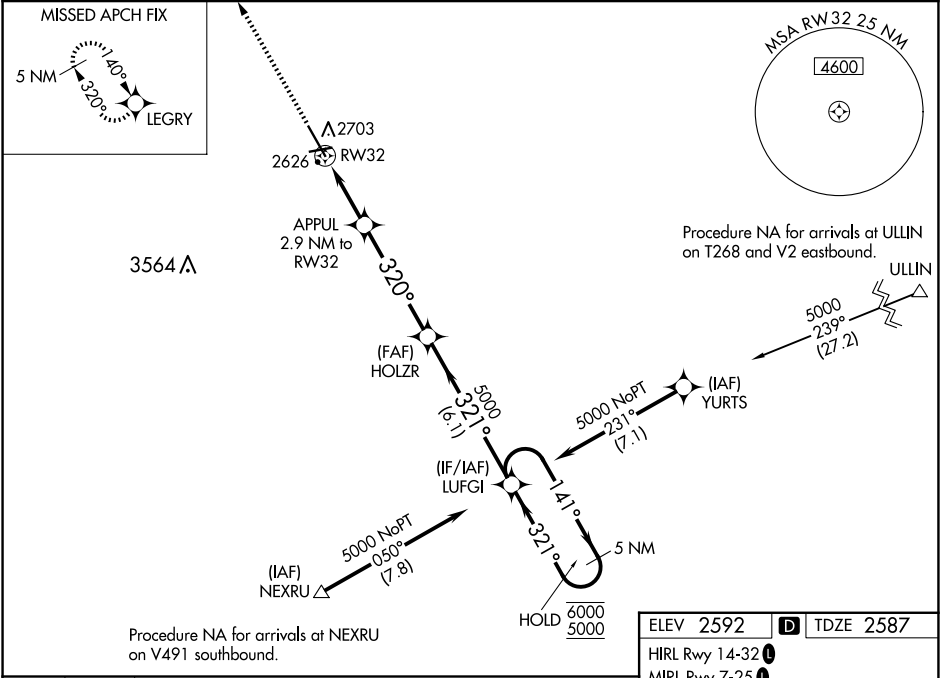 MISSED APCH FIX
5 NM
140°
320°
LEGRY
2703
2626
RW32
MSA RW32 25 NM
4600
APPUL
2.9 NM to
RW32
3564
320°
Procedure NA for arrivals at ULLIN
on T268 and V2 eastbound.
ULLIN
5000
239°
(27.2)
(FAF)
HOLZR
5000
321°
(6.1)
(IAF)
YURTS
5000 NoPT
231°
(7.1)
(IF/IAF)
LUFGI
141°
321°
5 NM
5000 NoPT
050°
(7.8)
(IAF)
NEXRU
HOLD
6000
5000
Procedure NA for arrivals at NEXRU
on V491 southbound.
ELEV 2592 D TDZE 2587
HIRL Rwy 14-32 L
MIRL Rwy 7-25 L